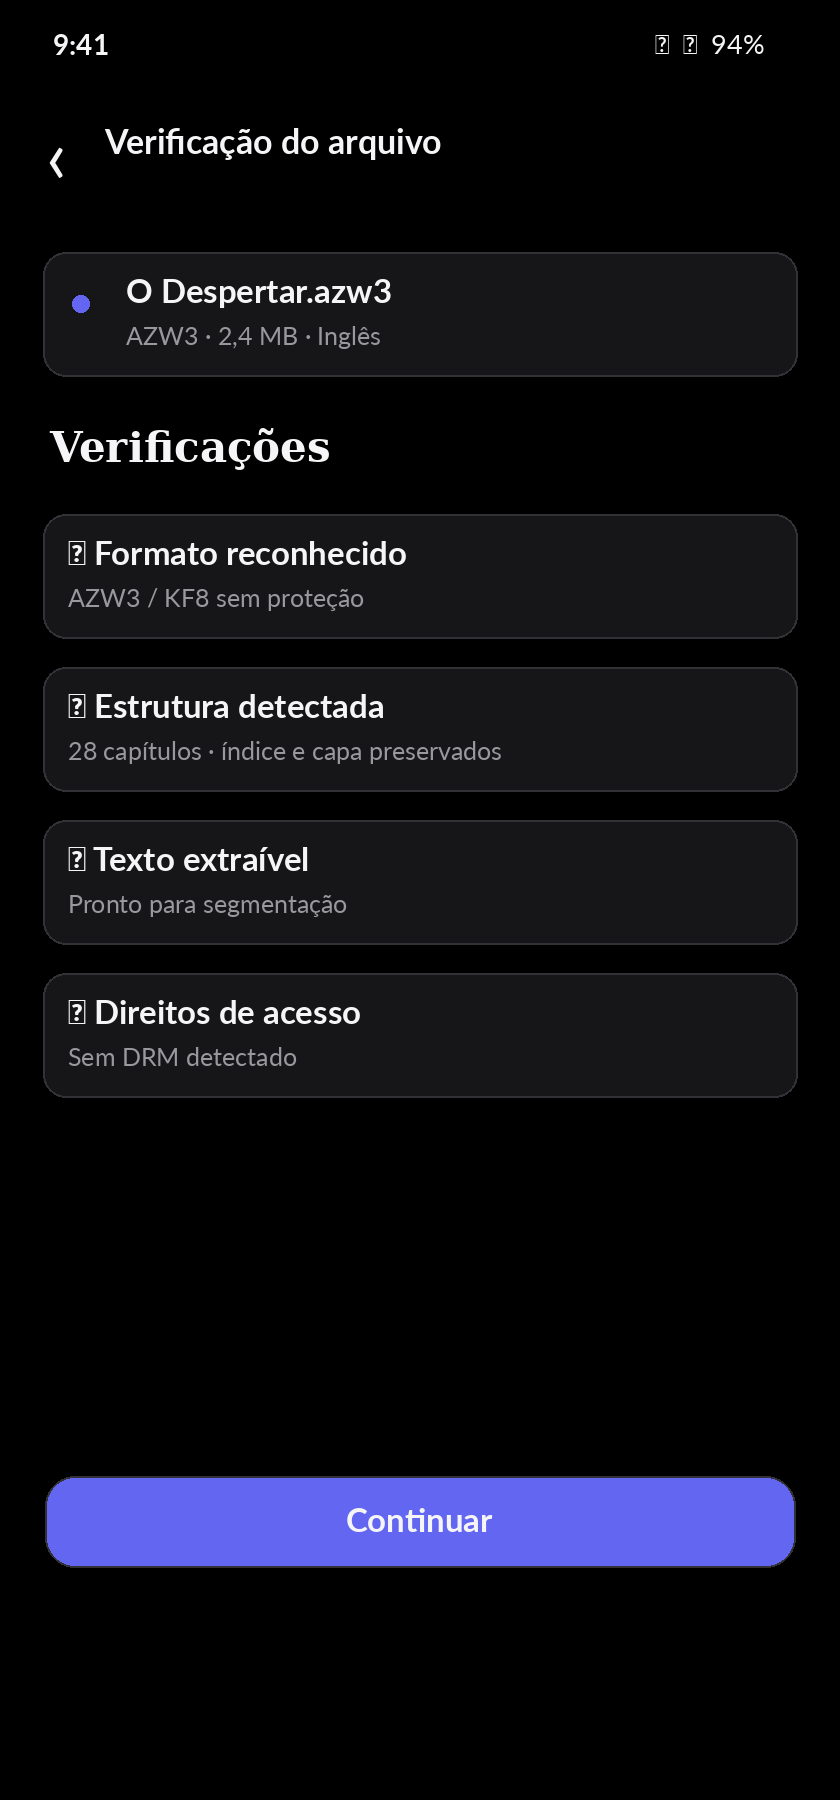 9:41
94%
Verificação do arquivo
O Despertar.azw3
AZW3 · 2,4 MB · Inglês
Verificações
Formato reconhecido
AZW3 / KF8 sem proteção
Estrutura detectada
28 capítulos · índice e capa preservados
Texto extraível
Pronto para segmentação
Direitos de acesso
Sem DRM detectado
Continuar